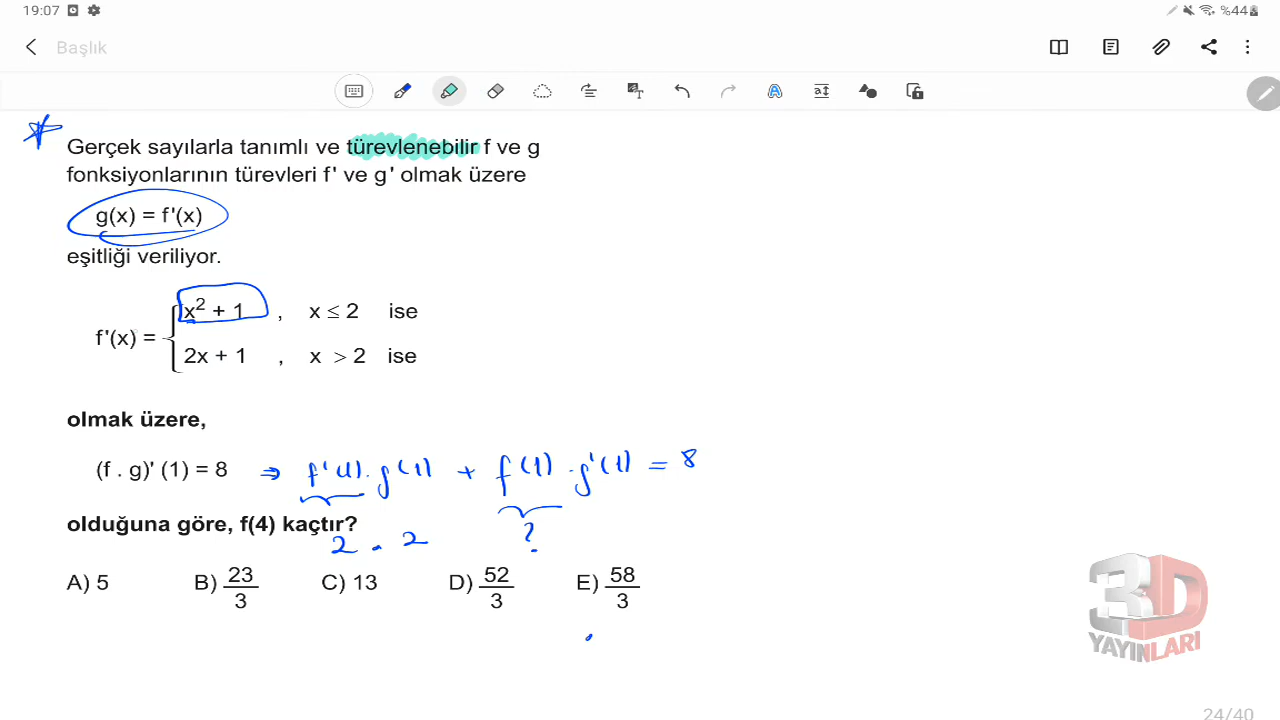 19:07 %44
Başlık
Gerçek sayılarla tanımlı ve türevlenebilir f ve g
fonksiyonlarının türevleri f' ve g' olmak üzere
g(x) = f'(x)
eşitliği veriliyor.
x² + 1 , x ≤ 2 ise
f'(x) =
2x + 1 , x > 2 ise
olmak üzere,
(f . g)' (1) = 8 ⇒ f'(1) . g(1) + f(1) . g'(1) = 8
olduğuna göre, f(4) kaçtır?
2 . 2 ?
A) 5 B) 23/3 C) 13 D) 52/3 E) 58/3
3D
YAYINLARI
24/40